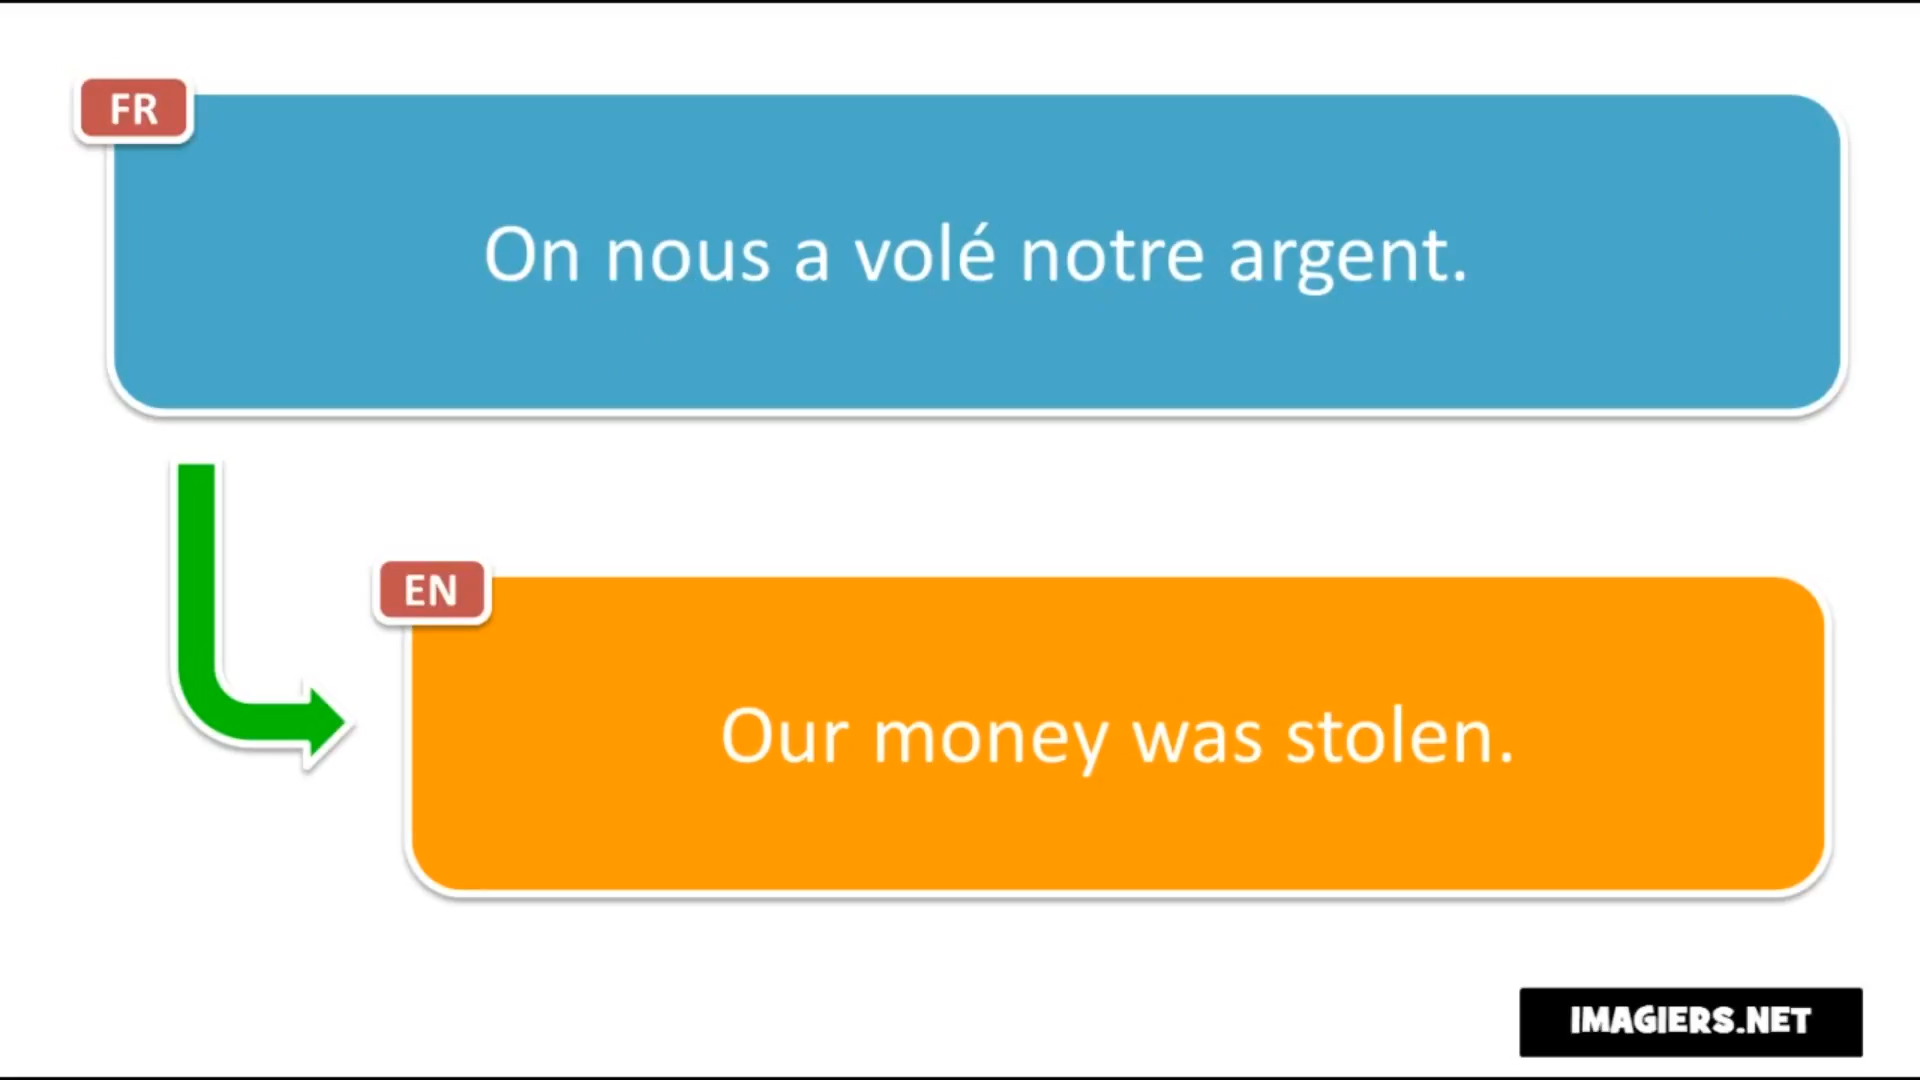 FR
On nous a volé notre argent.
EN
Our money was stolen.
IMAGIERS.NET